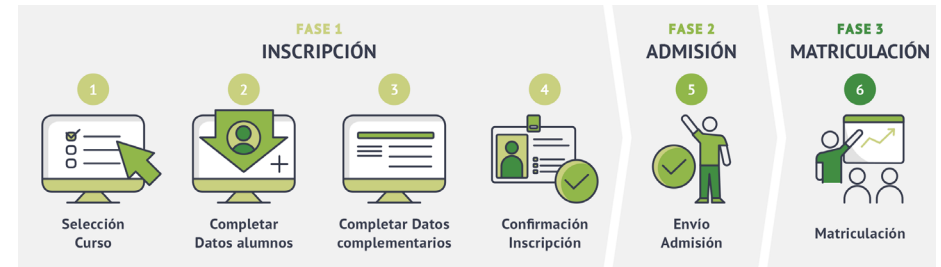 FASE 1
INSCRIPCIÓN
1
Selección
Curso
2
Completar
Datos alumnos
3
Completar Datos
complementarios
4
Confirmación
Inscripción
FASE 2
ADMISIÓN
5
Envío
Admisión
FASE 3
MATRICULACIÓN
6
Matriculación